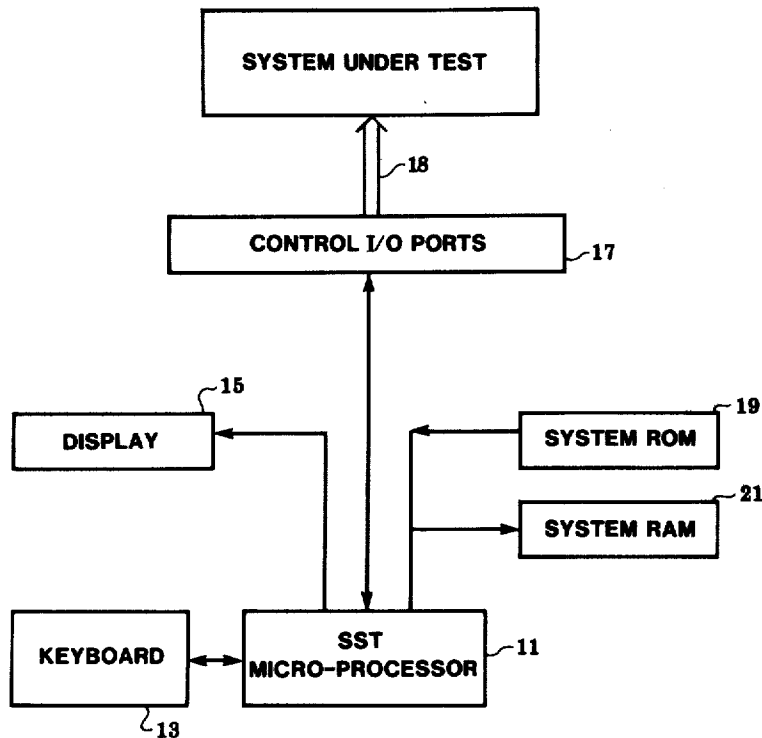 SYSTEM UNDER TEST
18
CONTROL I/O PORTS
17
15
DISPLAY
19
SYSTEM ROM
21
SYSTEM RAM
KEYBOARD
13
SST
MICRO-PROCESSOR
11